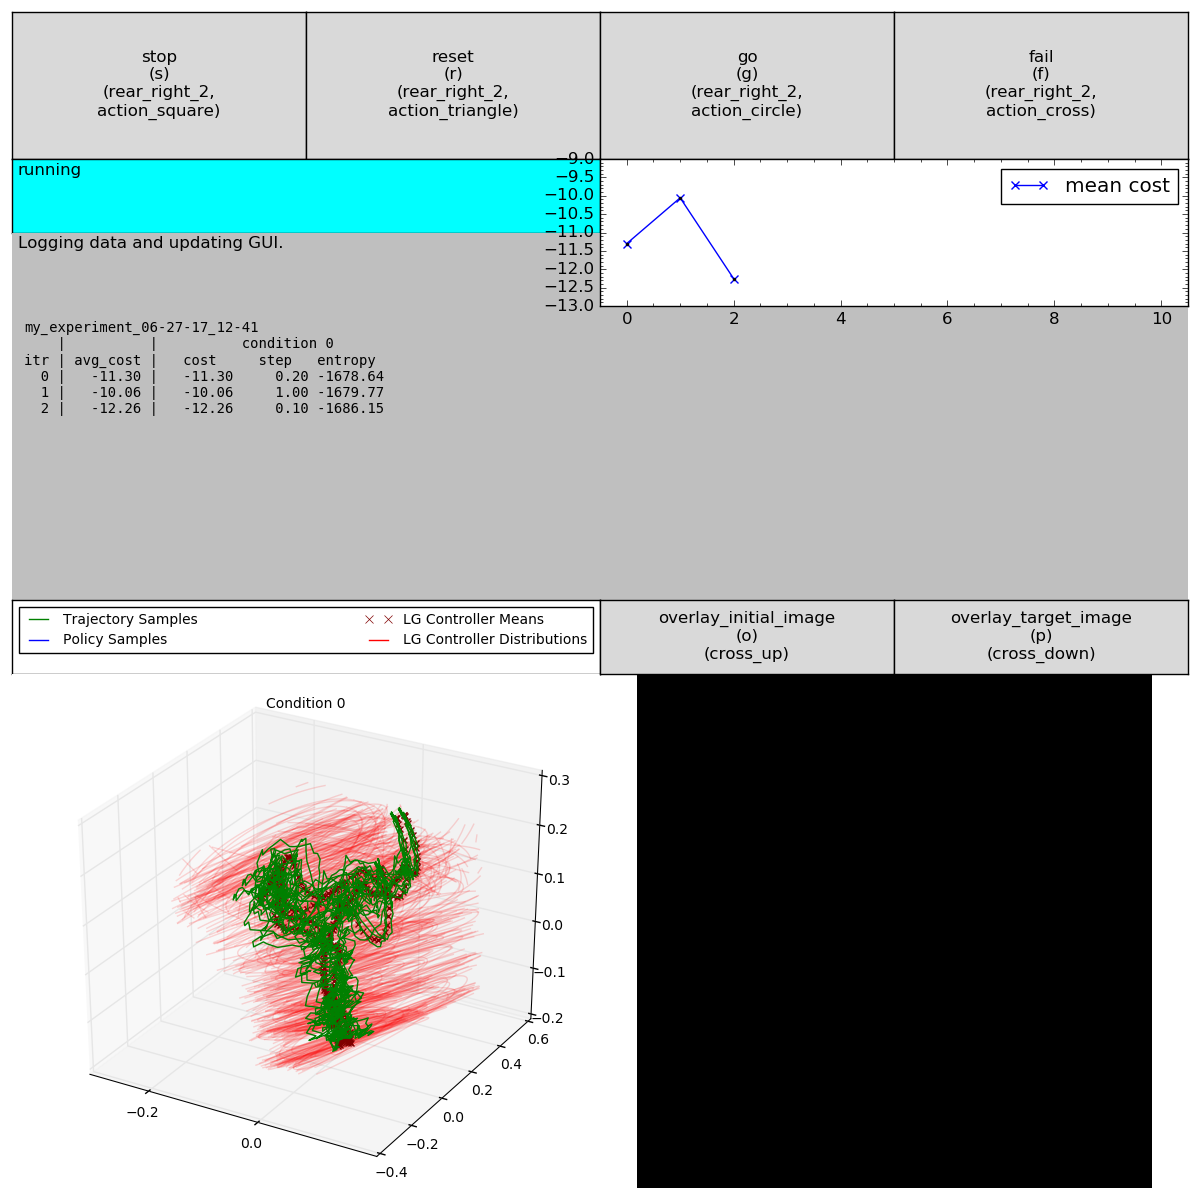 stop
(s)
(rear_right_2,
action_square)
reset
(r)
(rear_right_2,
action_triangle)
go
(g)
(rear_right_2,
action_circle)
fail
(f)
(rear_right_2,
action_cross)
running
−9.0
−9.5
−10.0
−10.5
−11.0
−11.5
−12.0
−12.5
−13.0
mean cost
0 2 4 6 8 10
Logging data and updating GUI.
my_experiment_06-27-17_12-41
    |          |          condition 0
itr | avg_cost |   cost     step   entropy
  0 |   -11.30 |   -11.30     0.20 -1678.64
  1 |   -10.06 |   -10.06     1.00 -1679.77
  2 |   -12.26 |   -12.26     0.10 -1686.15
Trajectory Samples
Policy Samples
LG Controller Means
LG Controller Distributions
overlay_initial_image
(o)
(cross_up)
overlay_target_image
(p)
(cross_down)
Condition 0
0.3
0.2
0.1
0.0
−0.1
−0.2
0.6
0.4
0.2
0.0
−0.2
−0.4
−0.2
0.0